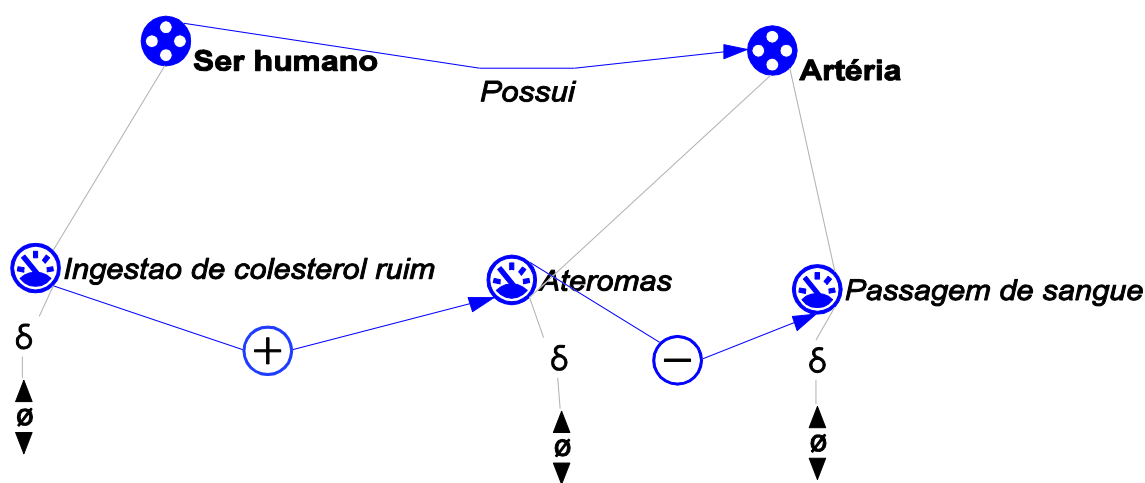 Ser humano
Artéria
Possui
Ingestao de colesterol ruim
Ateromas
Passagem de sangue
+
−
δ
δ
δ
ø
ø
ø